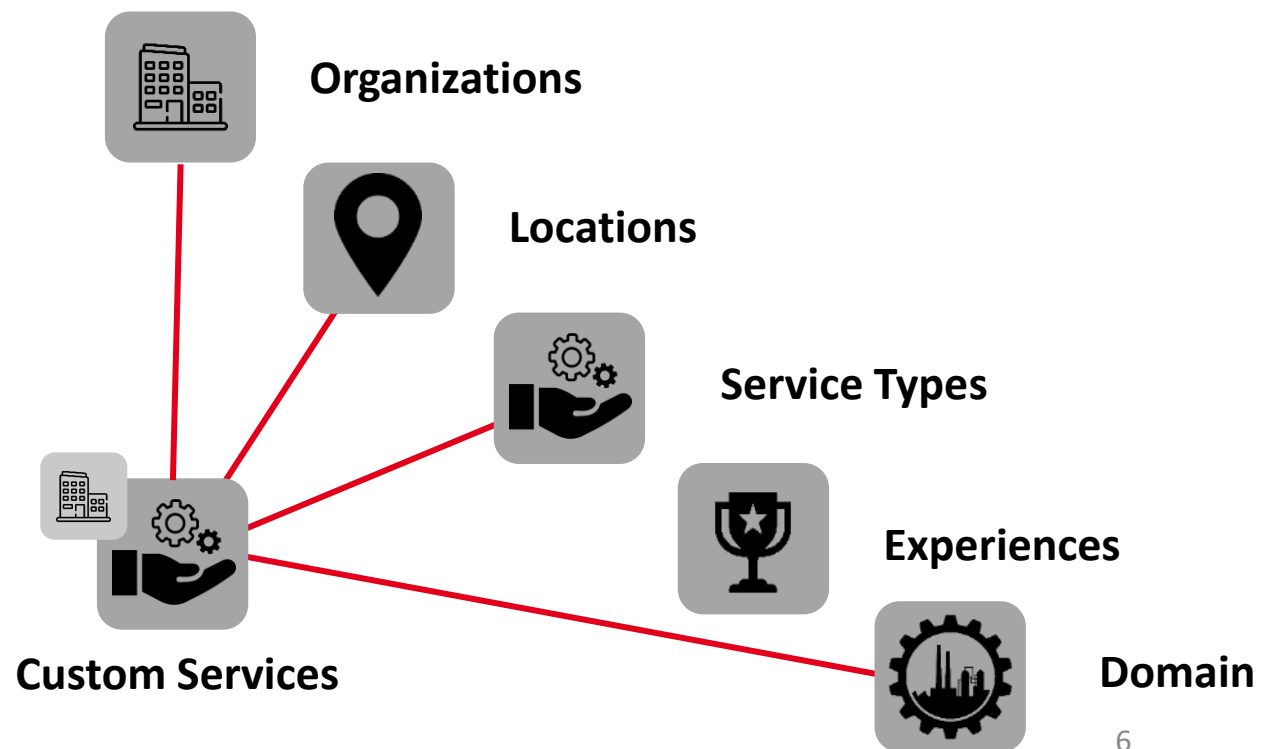 Organizations
Locations
Service Types
Experiences
Custom Services
Domain
6